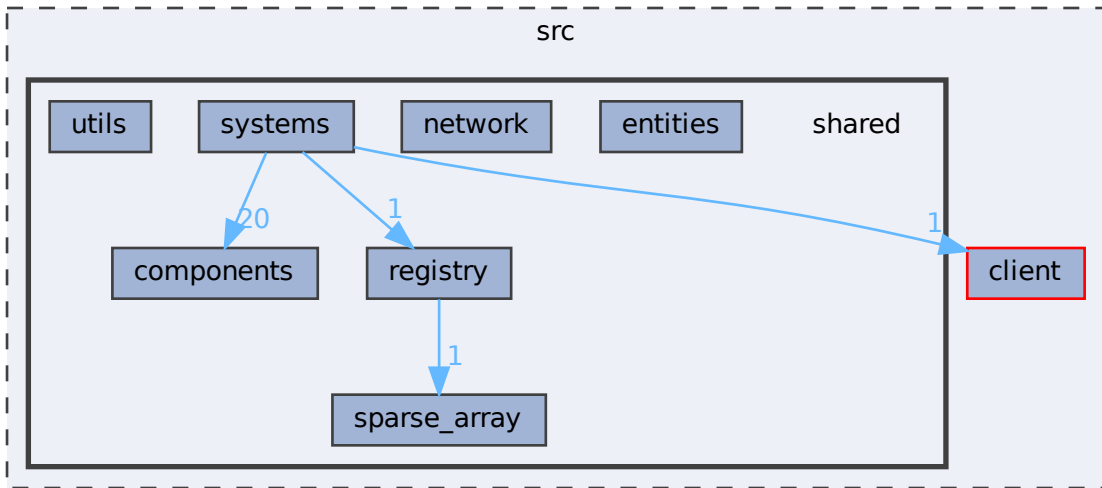 src
utils
systems
network
entities
shared
20
1
1
components
registry
client
1
sparse_array